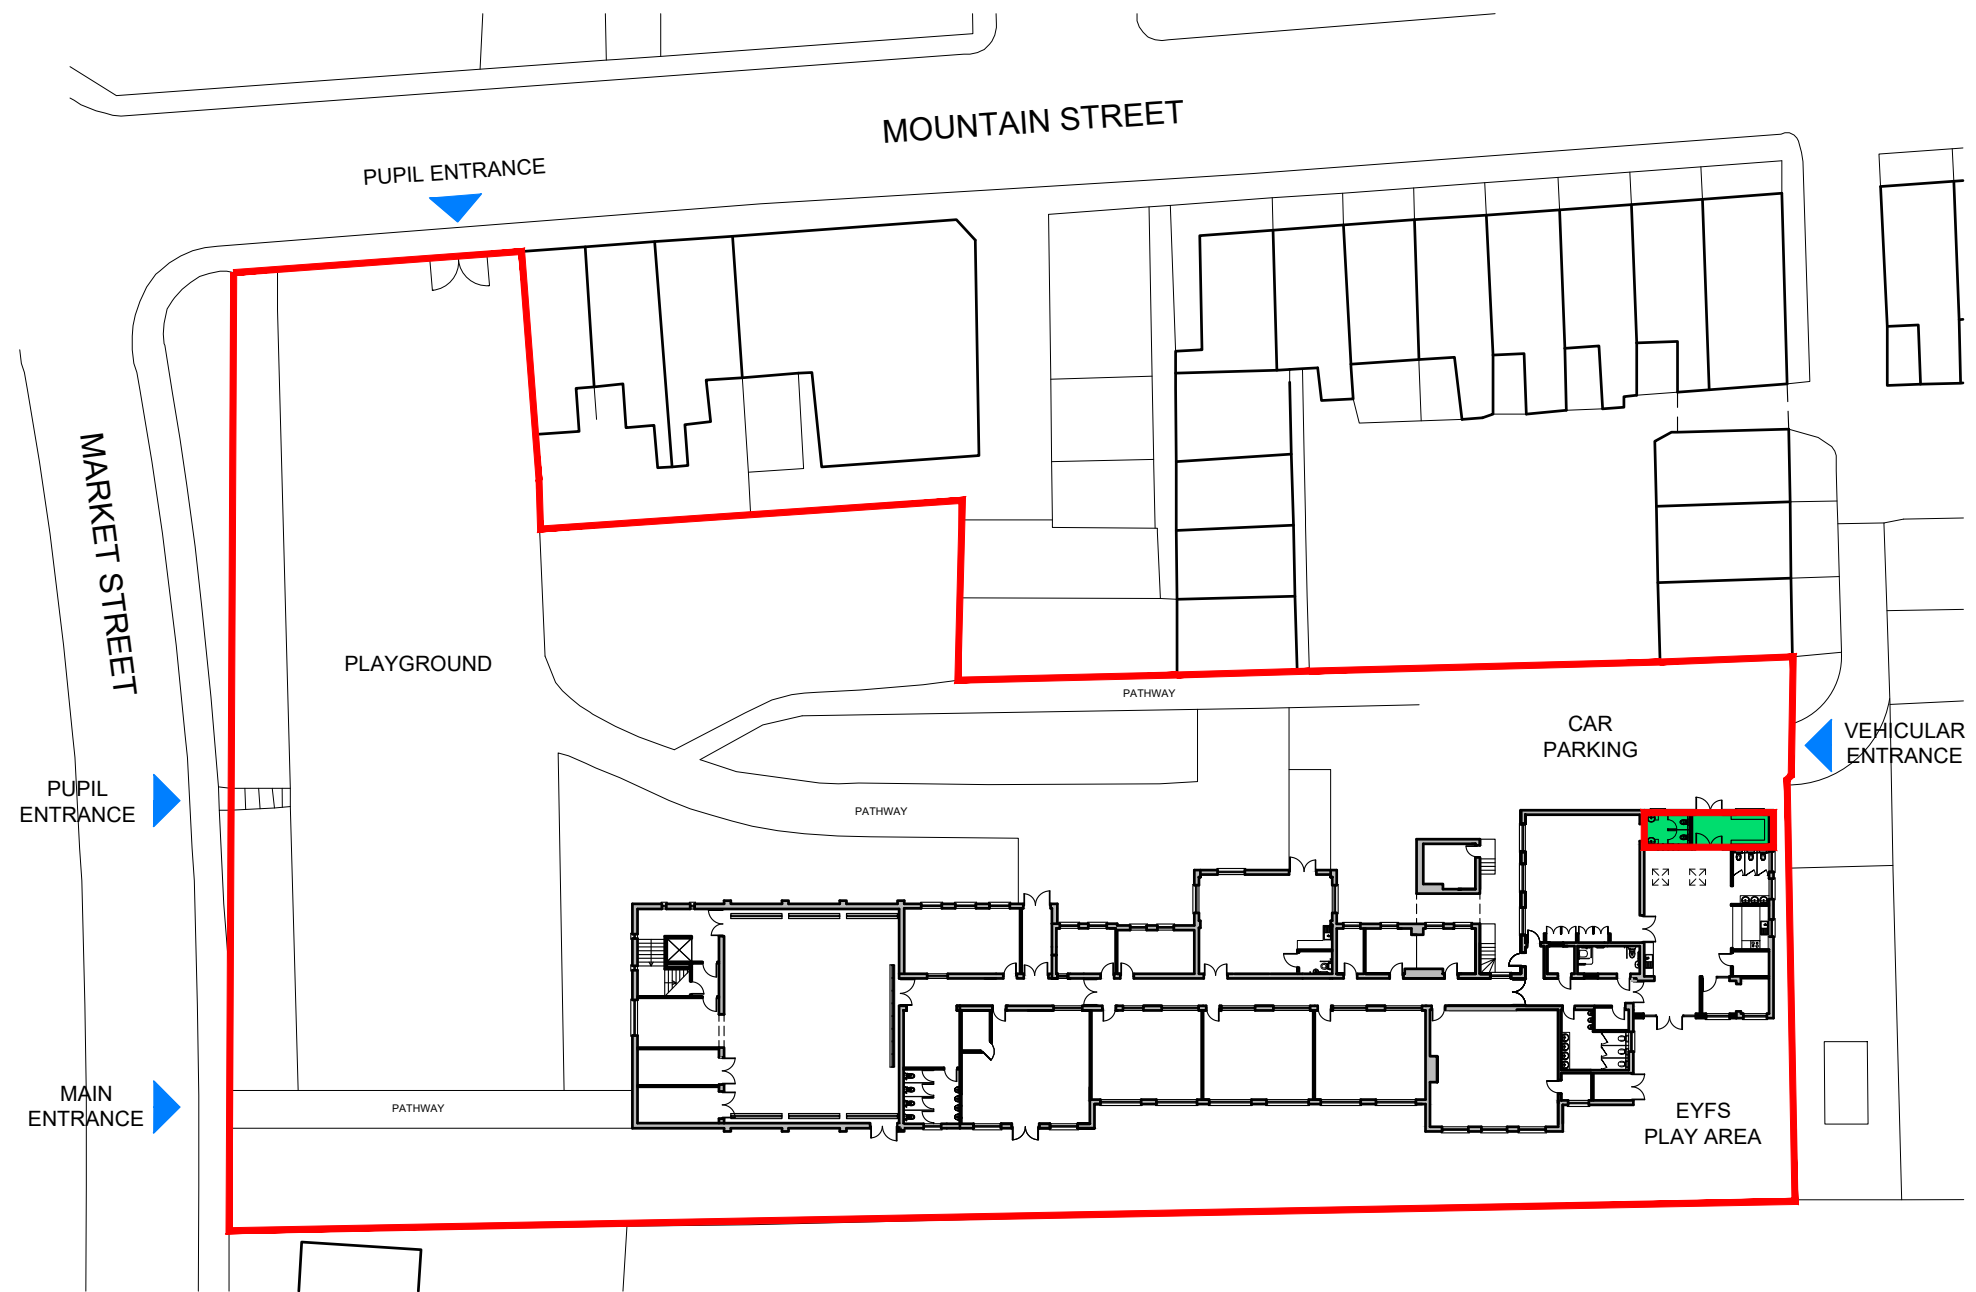 MOUNTAIN STREET
PUPIL ENTRANCE
MARKET STREET
PLAYGROUND
PATHWAY
CAR
PARKING
VEHICULAR
ENTRANCE
PUPIL
ENTRANCE
PATHWAY
MAIN
ENTRANCE
PATHWAY
EYFS
PLAY AREA